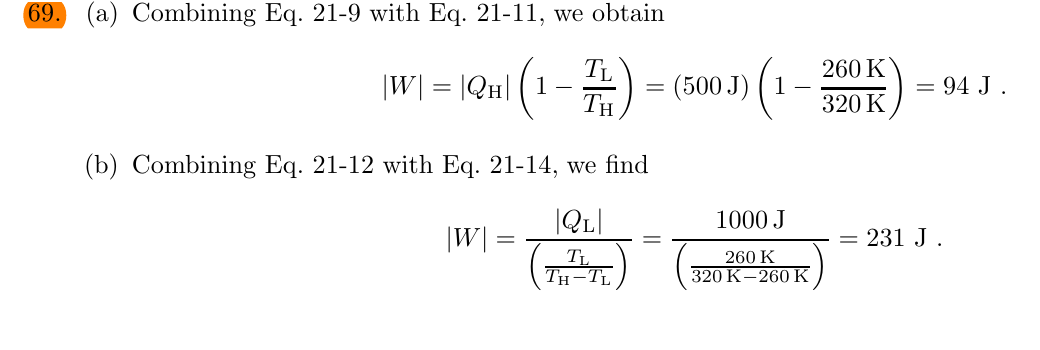 69. (a) Combining Eq. 21-9 with Eq. 21-11, we obtain
|W| = |Q_H| (1 − T_L/T_H) = (500 J) (1 − 260 K/320 K) = 94 J .
(b) Combining Eq. 21-12 with Eq. 21-14, we find
|W| = |Q_L|/(T_L/(T_H−T_L)) = 1000 J/(260 K/(320 K−260 K)) = 231 J .